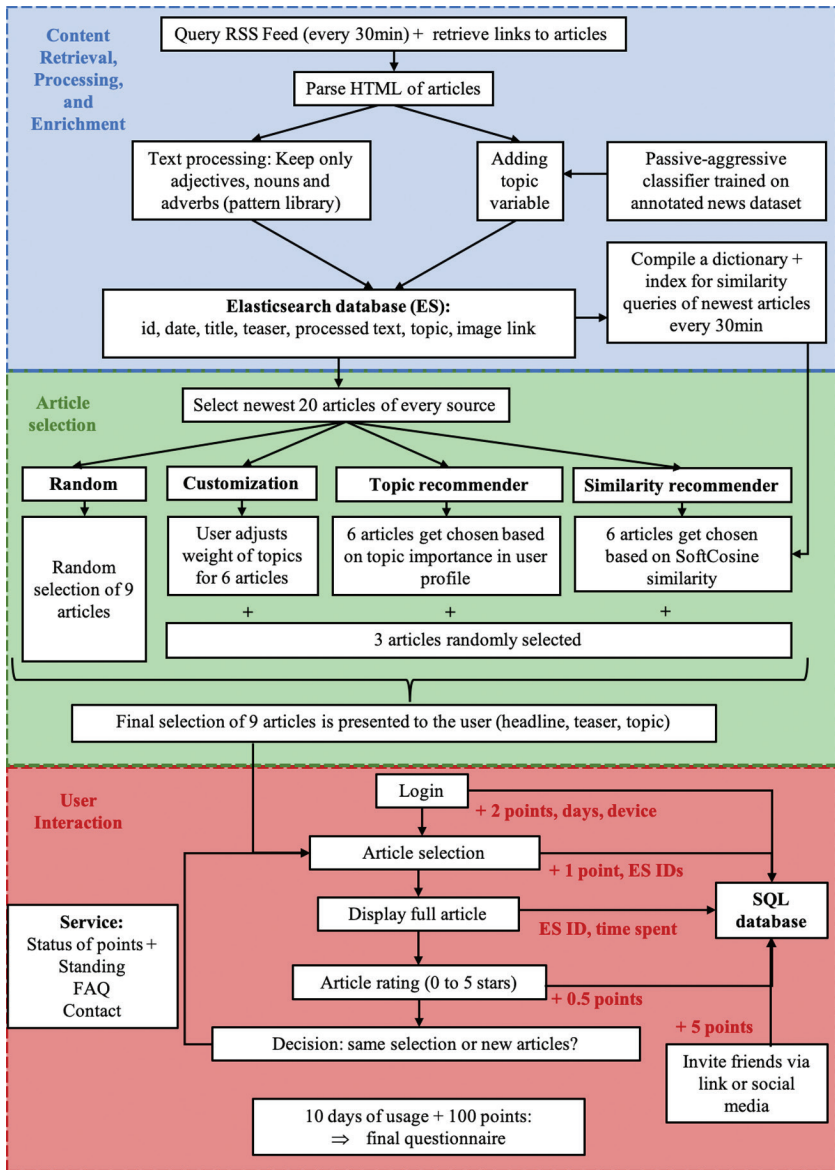 Content
Retrieval,
Processing,
and
Enrichment
Query RSS Feed (every 30min) + retrieve links to articles
Parse HTML of articles
Text processing: Keep only
adjectives, nouns and
adverbs (pattern library)
Adding
topic
variable
Passive-aggressive
classifier trained on
annotated news dataset
Elasticsearch database (ES):
id, date, title, teaser, processed text, topic, image link
Compile a dictionary +
index for similarity
queries of newest articles
every 30min
Article
selection
Select newest 20 articles of every source
Random
Customization
Topic recommender
Similarity recommender
Random
selection of 9
articles
User adjusts
weight of topics
for 6 articles
6 articles get chosen based
on topic importance in user
profile
6 articles get chosen
based on SoftCosine
similarity
+
+
+
3 articles randomly selected
Final selection of 9 articles is presented to the user (headline, teaser, topic)
User
Interaction
Login
+ 2 points, days, device
Article selection
+ 1 point, ES IDs
Display full article
ES ID, time spent
SQL
database
Service:
Status of points +
Standing
FAQ
Contact
Article rating (0 to 5 stars)
+ 0.5 points
+ 5 points
Decision: same selection or new articles?
Invite friends via
link or social
media
10 days of usage + 100 points:
⇒ final questionnaire